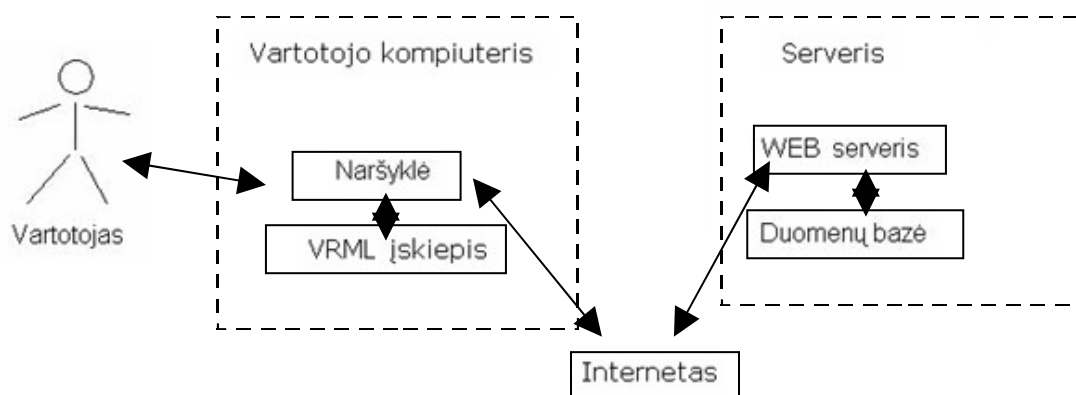 Vartotojo kompiuteris
Serveris
Naršyklė
WEB serveris
Vartotojas
VRML įskiepis
Duomenų bazė
Internetas